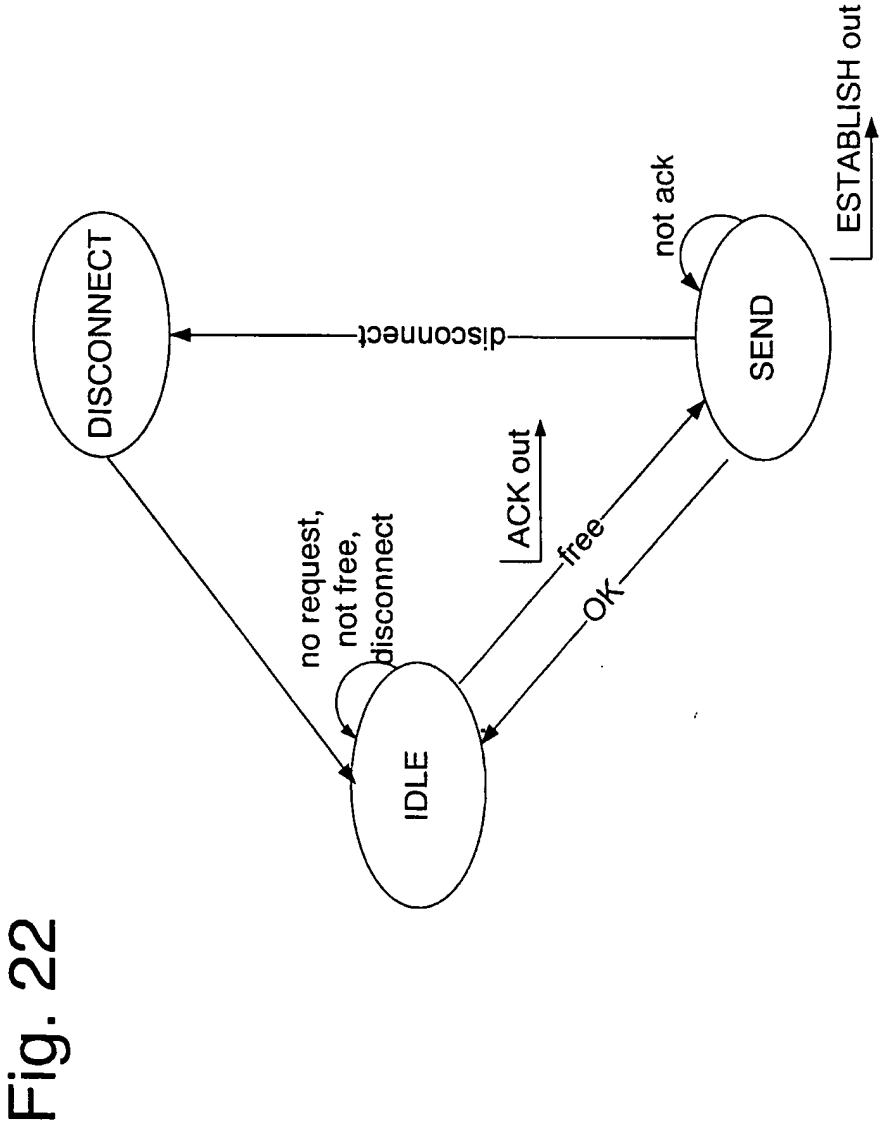 Fig. 22
DISCONNECT
no request,
not free,
disconnect
IDLE
disconnect
ACK out
free
OK
not ack
SEND
ESTABLISH out